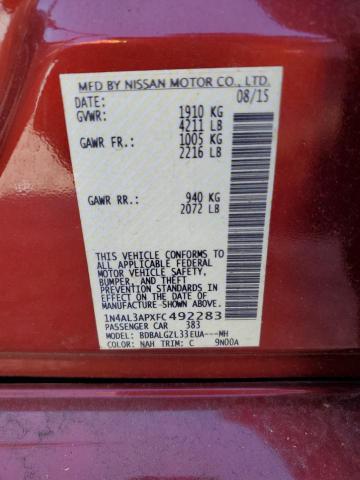 MFD BY NISSAN MOTOR CO., LTD.
DATE: 08/15
GVWR: 1910 KG
4211 LB
GAWR FR.: 1005 KG
2216 LB
GAWR RR.: 940 KG
2072 LB
THIS VEHICLE CONFORMS TO
ALL APPLICABLE U.S. FEDERAL
MOTOR VEHICLE SAFETY,
BUMPER, AND THEFT
PREVENTION STANDARDS IN
EFFECT ON THE DATE OF
MANUFACTURE SHOWN ABOVE.
1N4AL3APXFC492283
PASSENGER CAR 383
MODEL: BDBALGZL33EUA---MH
COLOR: NAH TRIM: C 9N00A